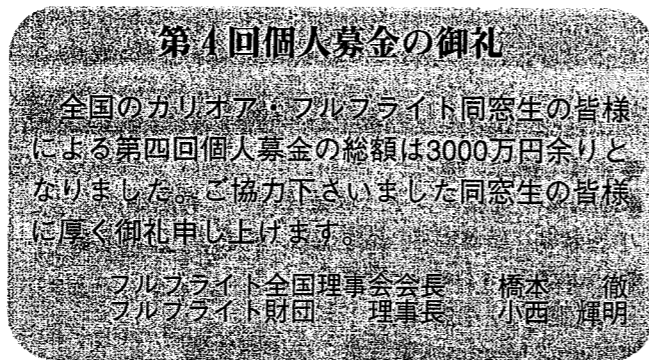 第4回個人募金の御礼
全国のガリオア・フルブライト同窓生の皆様
による第四回個人募金の総額は3000万円余りと
なりました。ご協力下さいました同窓生の皆様
に厚く御礼申し上げます。
フルブライト全国理事会会長 橋本 徹
フルブライト財団 理事長 小西 輝明